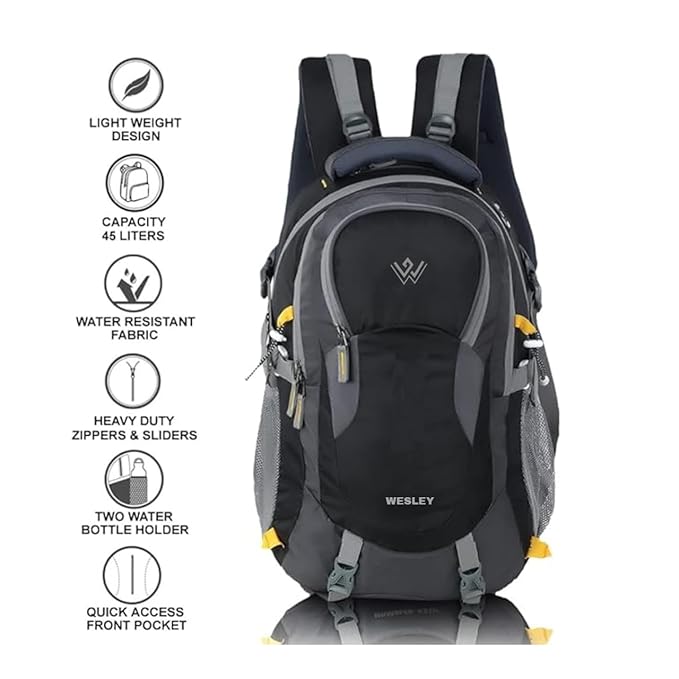 LIGHT WEIGHT
DESIGN
CAPACITY
45 LITERS
WATER RESISTANT
FABRIC
HEAVY DUTY
ZIPPERS & SLIDERS
TWO WATER
BOTTLE HOLDER
QUICK ACCESS
FRONT POCKET
WESLEY